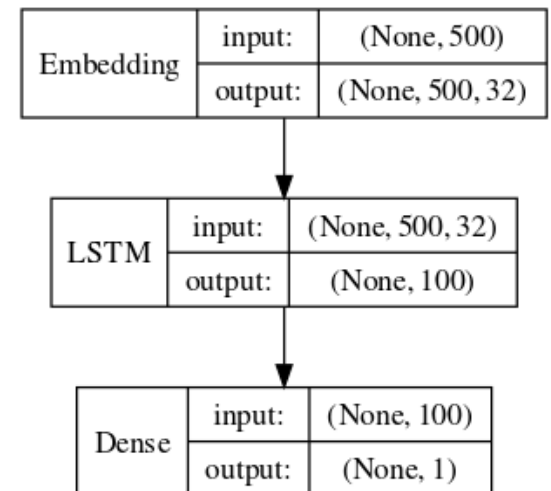 Embedding
input: (None, 500)
output: (None, 500, 32)
LSTM
input: (None, 500, 32)
output: (None, 100)
Dense
input: (None, 100)
output: (None, 1)